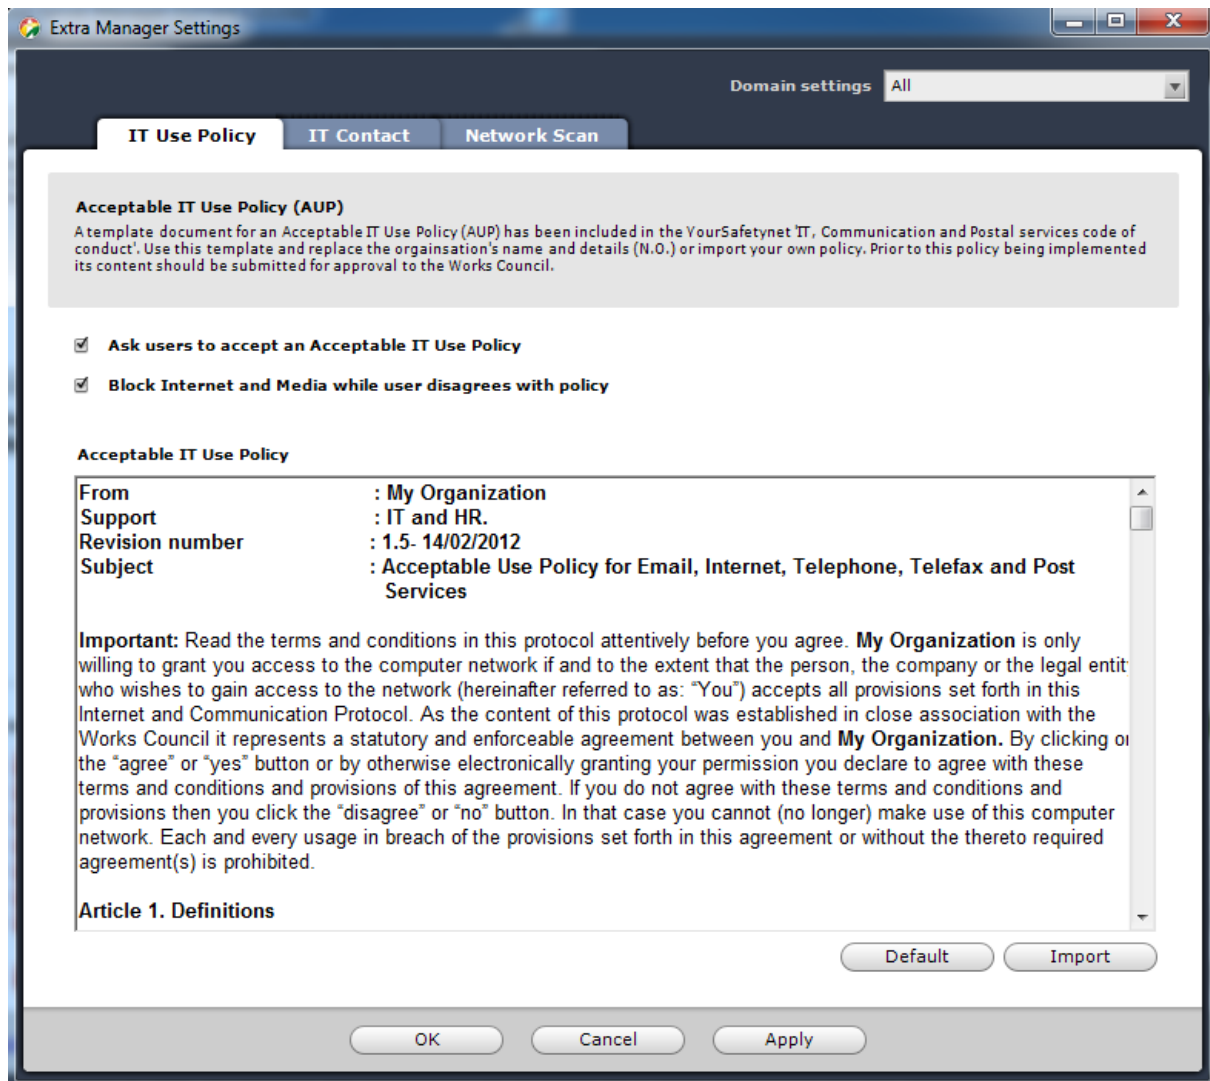 Extra Manager Settings
Domain settings All
IT Use Policy IT Contact Network Scan
Acceptable IT Use Policy (AUP)
A template document for an Acceptable IT Use Policy (AUP) has been included in the YourSafetynet 'IT, Communication and Postal services code of
conduct'. Use this template and replace the orgainsation's name and details (N.O.) or import your own policy. Prior to this policy being implemented
its content should be submitted for approval to the Works Council.
Ask users to accept an Acceptable IT Use Policy
Block Internet and Media while user disagrees with policy
Acceptable IT Use Policy
From : My Organization
Support : IT and HR.
Revision number : 1.5- 14/02/2012
Subject : Acceptable Use Policy for Email, Internet, Telephone, Telefax and Post
Services
Important: Read the terms and conditions in this protocol attentively before you agree. My Organization is only
willing to grant you access to the computer network if and to the extent that the person, the company or the legal entit
who wishes to gain access to the network (hereinafter referred to as: “You”) accepts all provisions set forth in this
Internet and Communication Protocol. As the content of this protocol was established in close association with the
Works Council it represents a statutory and enforceable agreement between you and My Organization. By clicking on
the “agree” or “yes” button or by otherwise electronically granting your permission you declare to agree with these
terms and conditions and provisions of this agreement. If you do not agree with these terms and conditions and
provisions then you click the “disagree” or “no” button. In that case you cannot (no longer) make use of this computer
network. Each and every usage in breach of the provisions set forth in this agreement or without the thereto required
agreement(s) is prohibited.
Article 1. Definitions
Default Import
OK Cancel Apply